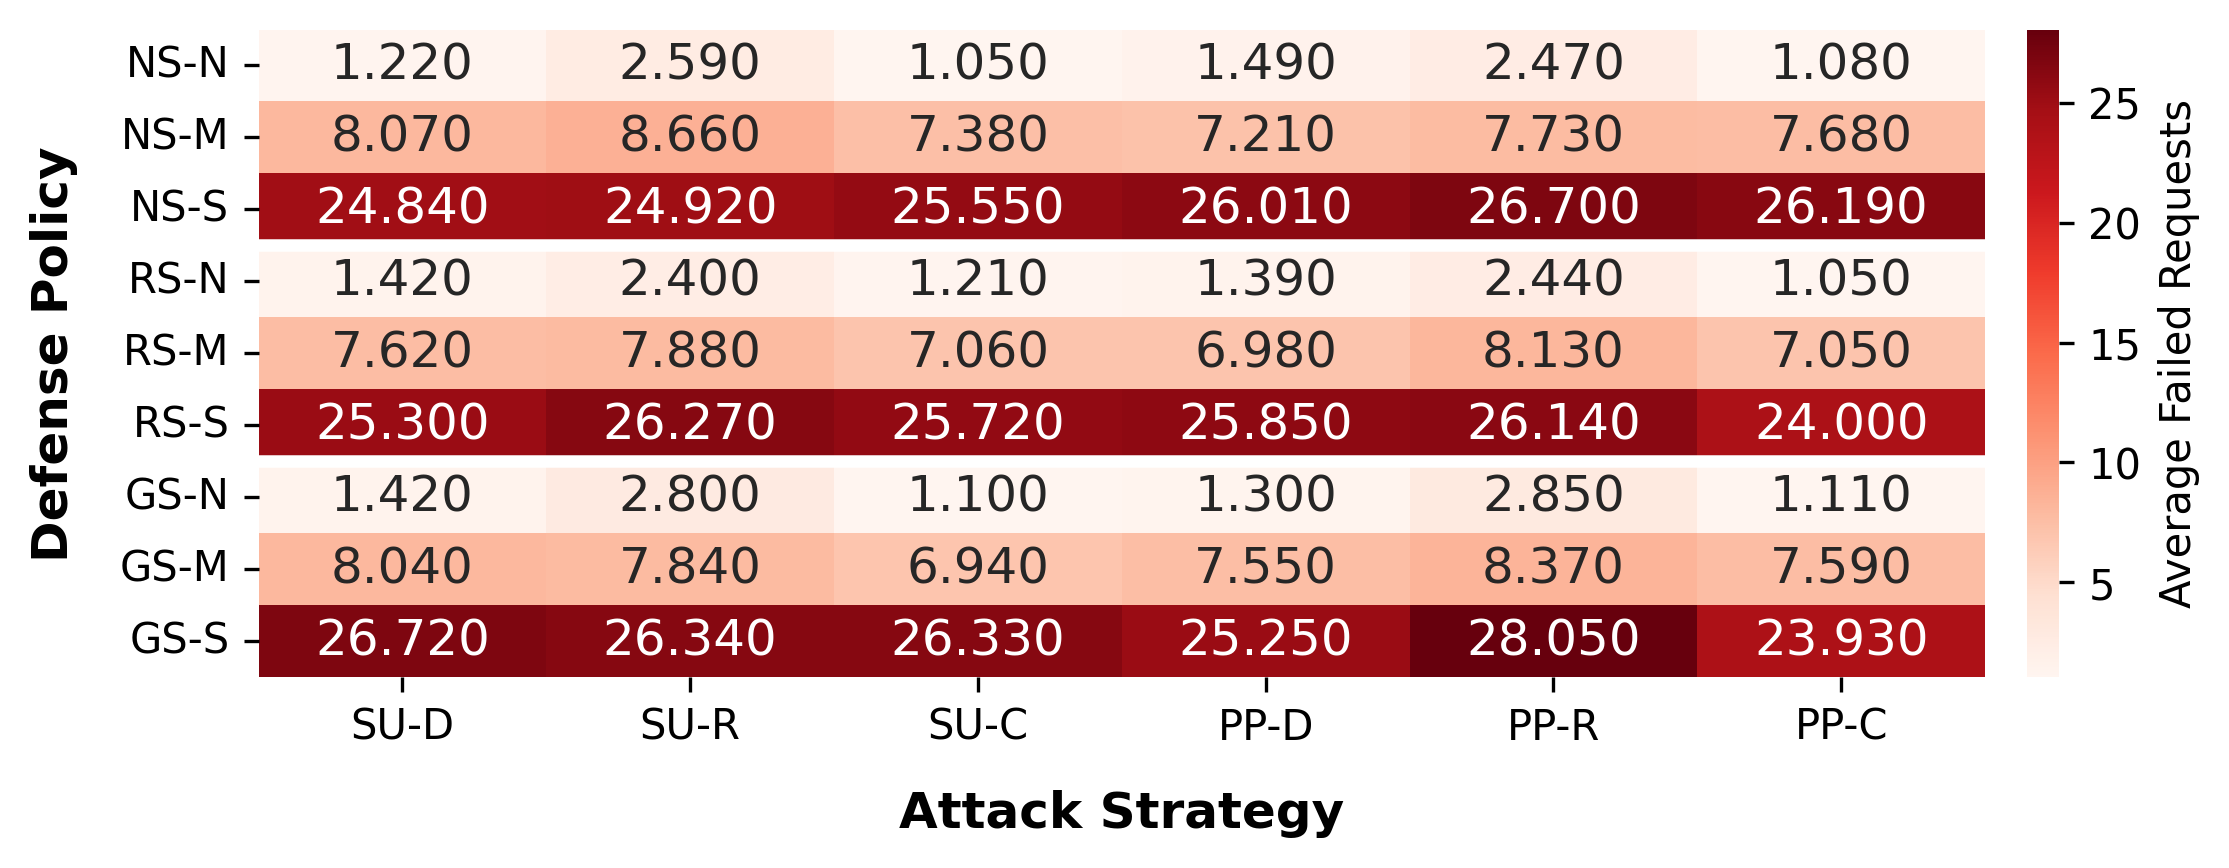 NS-N 1.220 2.590 1.050 1.490 2.470 1.080
NS-M 8.070 8.660 7.380 7.210 7.730 7.680
NS-S 24.840 24.920 25.550 26.010 26.700 26.190
RS-N 1.420 2.400 1.210 1.390 2.440 1.050
RS-M 7.620 7.880 7.060 6.980 8.130 7.050
RS-S 25.300 26.270 25.720 25.850 26.140 24.000
GS-N 1.420 2.800 1.100 1.300 2.850 1.110
GS-M 8.040 7.840 6.940 7.550 8.370 7.590
GS-S 26.720 26.340 26.330 25.250 28.050 23.930
SU-D SU-R SU-C PP-D PP-R PP-C
Attack Strategy
Defense Policy
25
20
15
10
5
Average Failed Requests